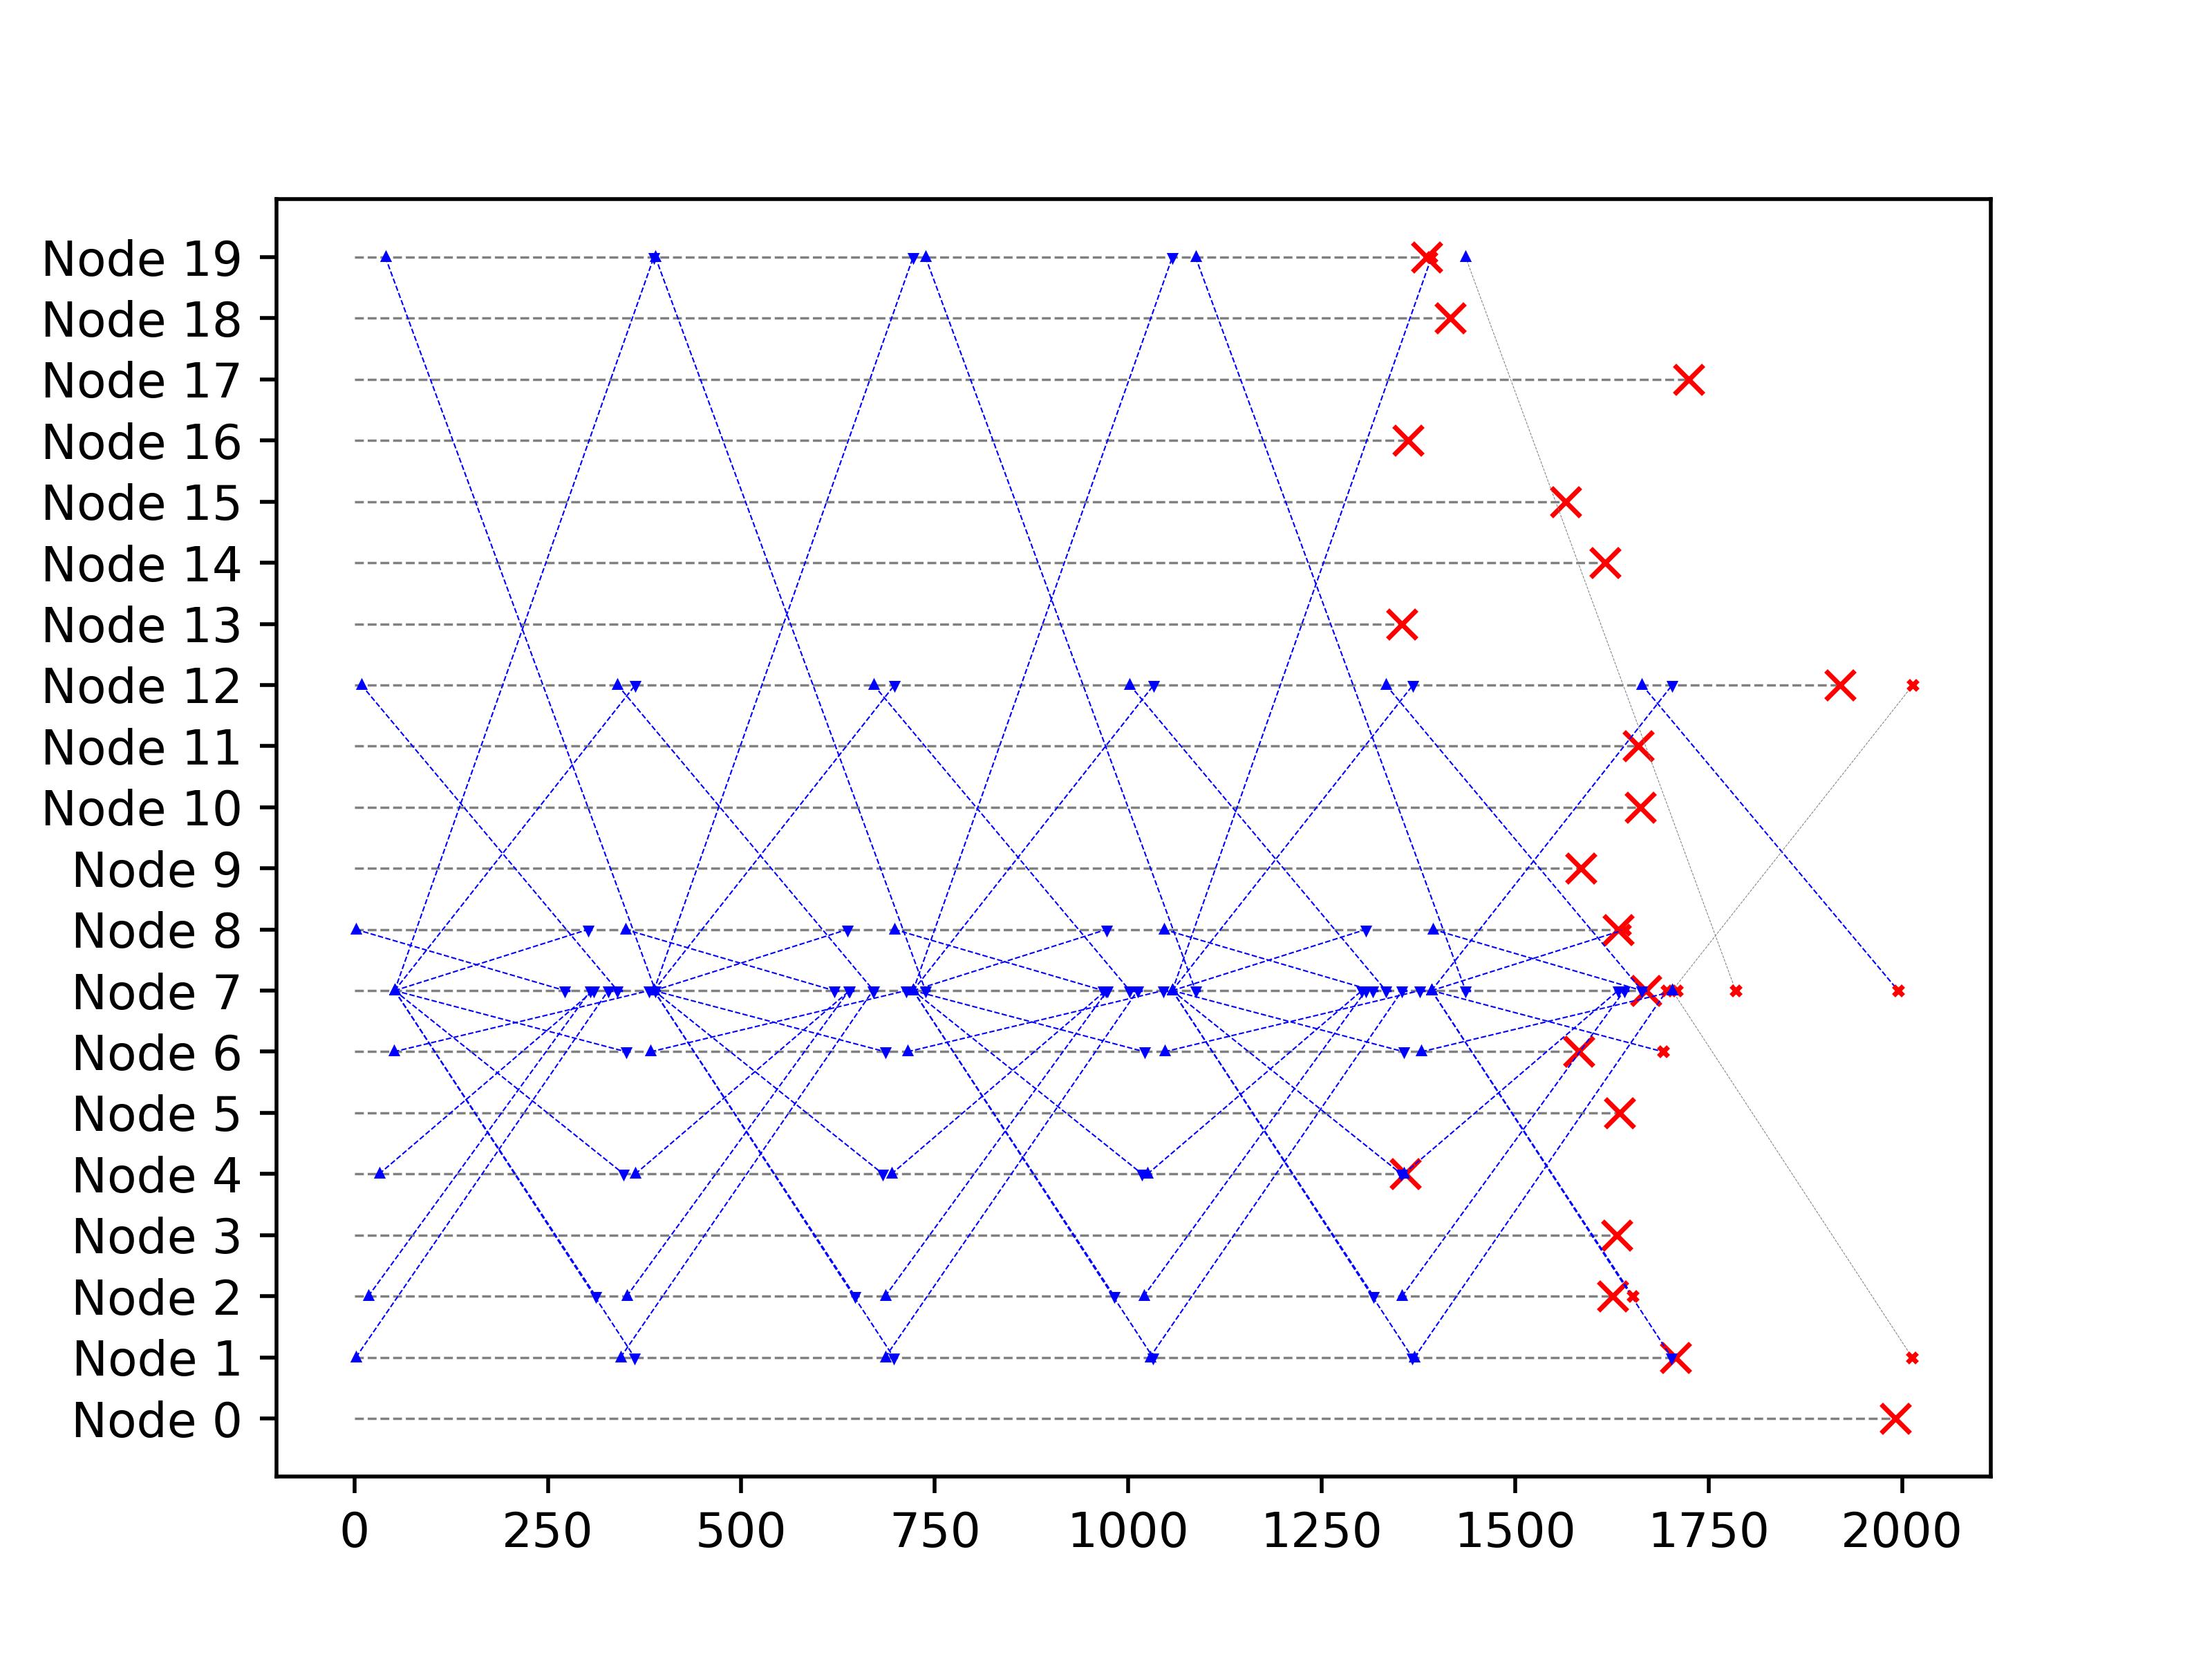 Node 19
Node 18
Node 17
Node 16
Node 15
Node 14
Node 13
Node 12
Node 11
Node 10
Node 9
Node 8
Node 7
Node 6
Node 5
Node 4
Node 3
Node 2
Node 1
Node 0
0 250 500 750 1000 1250 1500 1750 2000